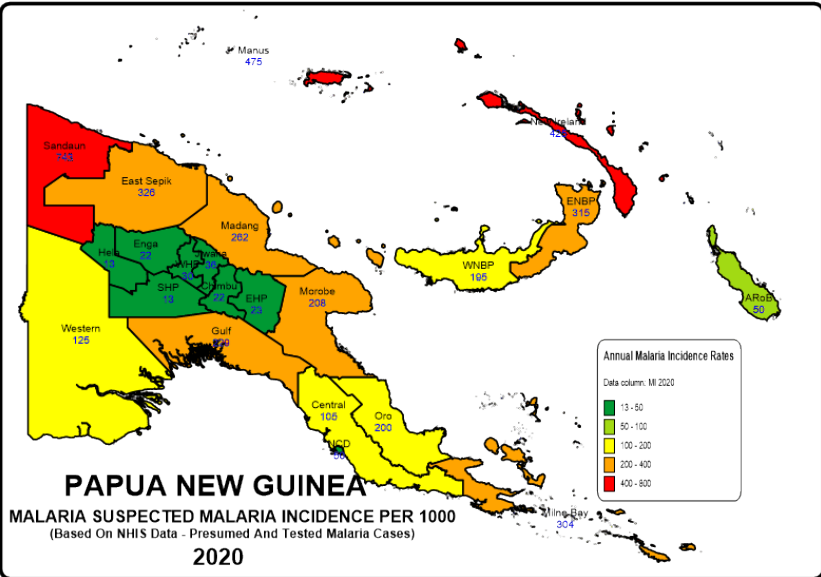 Manus
475
New Ireland
Sandaun
743
East Sepik
326
ENBP
315
Madang
262
Hela
13
Enga
22
Jiwaka
36
WHP
30
WNBP
195
SHP
13
Chimbu
22
EHP
23
Morobe
208
ARoB
50
Western
125
Gulf
Central
105
Oro
200
NCD
Milne Bay
304
Annual Malaria Incidence Rates
Data column: MI 2020
13 - 50
50 - 100
100 - 200
200 - 400
400 - 800
PAPUA NEW GUINEA
MALARIA SUSPECTED MALARIA INCIDENCE PER 1000
(Based On NHIS Data - Presumed And Tested Malaria Cases)
2020